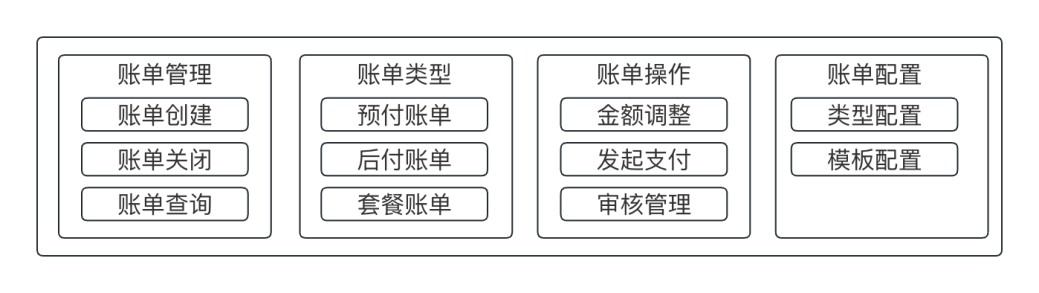 账单管理
账单创建
账单关闭
账单查询
账单类型
预付账单
后付账单
套餐账单
账单操作
金额调整
发起支付
审核管理
账单配置
类型配置
模板配置